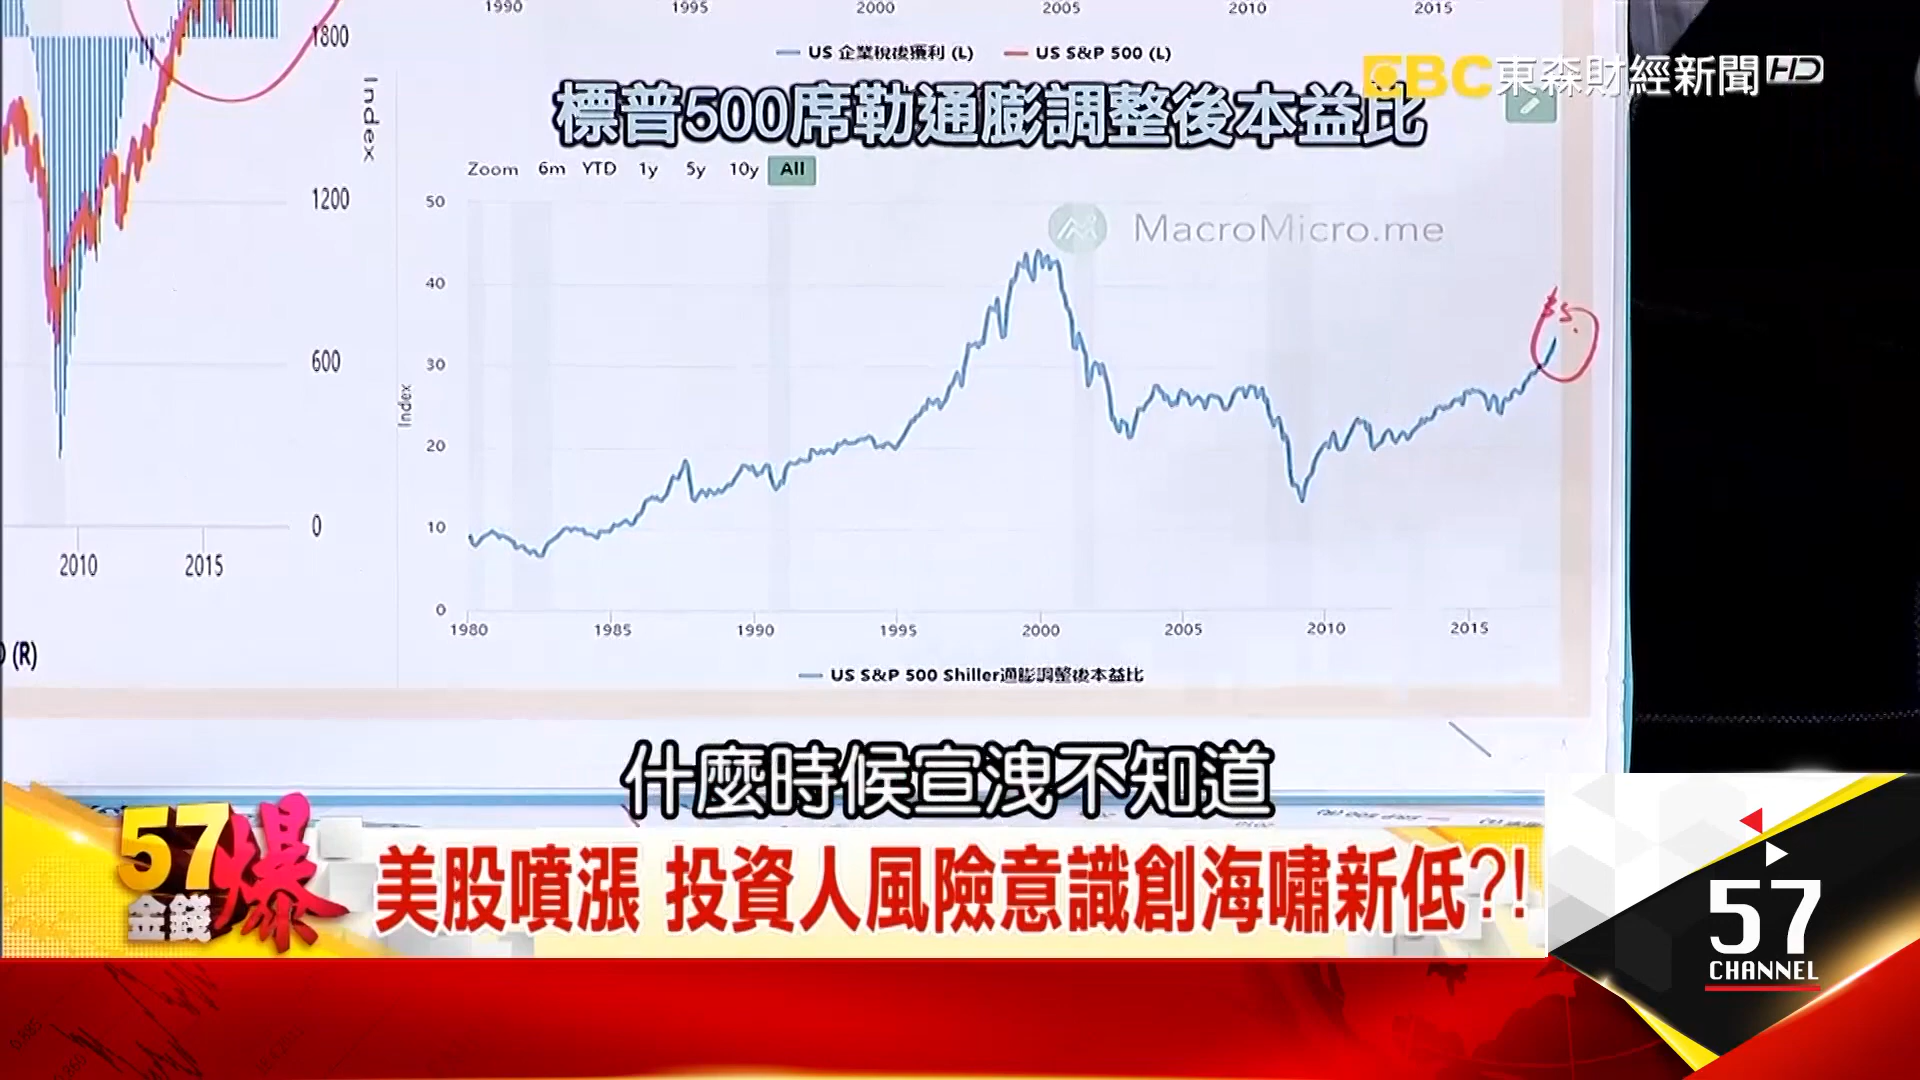 1990 1995 2000 2005 2010 2015
US 企業稅後獲利 (L) US S&P 500 (L)
EBC 東森財經新聞 HD
標普500席勒通膨調整後本益比
Zoom 6m YTD 1y 5y 10y All
MacroMicro.me
1800
1200
600
0
Index
2010 2015
(R)
50
40
30
20
10
0
Index
35.
1980 1985 1990 1995 2000 2005 2010 2015
US S&P 500 Shiller通膨調整後本益比
什麼時候宣洩不知道
57金錢爆
美股噴漲 投資人風險意識創海嘯新低?!
57
CHANNEL